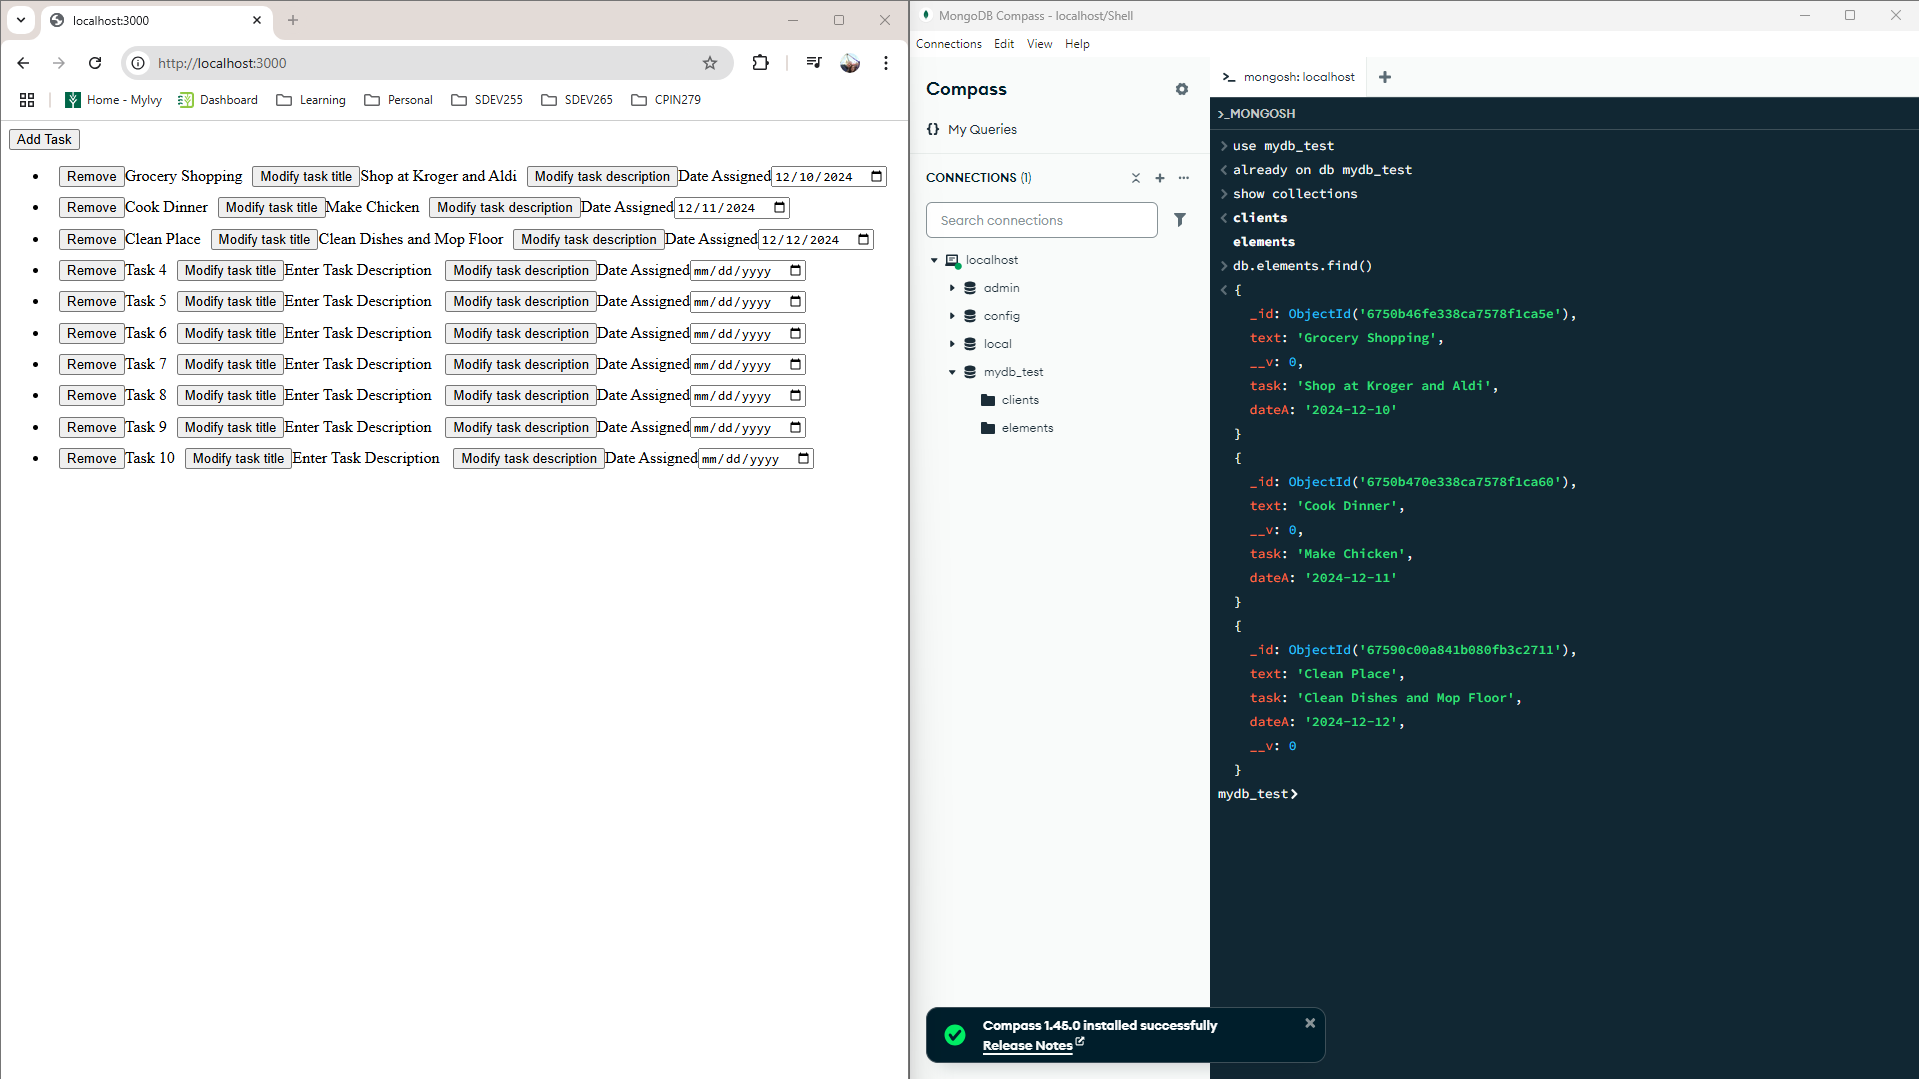 localhost:3000
http://localhost:3000
Home - MyIvy Dashboard Learning Personal SDEV255 SDEV265 CPIN279
Add Task
Remove Grocery Shopping Modify task title Shop at Kroger and Aldi Modify task description Date Assigned 12/10/2024
Remove Cook Dinner Modify task title Make Chicken Modify task description Date Assigned 12/11/2024
Remove Clean Place Modify task title Clean Dishes and Mop Floor Modify task description Date Assigned 12/12/2024
Remove Task 4 Modify task title Enter Task Description Modify task description Date Assigned mm/dd/yyyy
Remove Task 5 Modify task title Enter Task Description Modify task description Date Assigned mm/dd/yyyy
Remove Task 6 Modify task title Enter Task Description Modify task description Date Assigned mm/dd/yyyy
Remove Task 7 Modify task title Enter Task Description Modify task description Date Assigned mm/dd/yyyy
Remove Task 8 Modify task title Enter Task Description Modify task description Date Assigned mm/dd/yyyy
Remove Task 9 Modify task title Enter Task Description Modify task description Date Assigned mm/dd/yyyy
Remove Task 10 Modify task title Enter Task Description Modify task description Date Assigned mm/dd/yyyy
MongoDB Compass - localhost/Shell
Connections Edit View Help
Compass
{} My Queries
CONNECTIONS (1)
Search connections
localhost
admin
config
local
mydb_test
clients
elements
mongosh: localhost
>_MONGOSH
> use mydb_test
< already on db mydb_test
> show collections
< clients
elements
> db.elements.find()
< {
_id: ObjectId('6750b46fe338ca7578f1ca5e'),
text: 'Grocery Shopping',
__v: 0,
task: 'Shop at Kroger and Aldi',
dateA: '2024-12-10'
}
{
_id: ObjectId('6750b470e338ca7578f1ca60'),
text: 'Cook Dinner',
__v: 0,
task: 'Make Chicken',
dateA: '2024-12-11'
}
{
_id: ObjectId('67590c00a841b080fb3c2711'),
text: 'Clean Place',
task: 'Clean Dishes and Mop Floor',
dateA: '2024-12-12',
__v: 0
}
mydb_test>
Compass 1.45.0 installed successfully
Release Notes